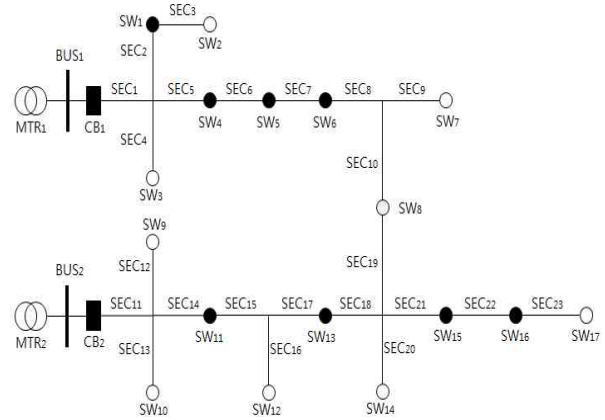 SEC3
SW1
SW2
SEC2
BUS1
SEC1 SEC5 SEC6 SEC7 SEC8 SEC9
MTR1 CB1 SW4 SW5 SW6 SW7
SEC4
SEC10
SW3
SW8
SW9
SEC12 SEC19
BUS2
SEC11 SEC14 SEC15 SEC17 SEC18 SEC21 SEC22 SEC23
MTR2 CB2 SW11 SW13 SW15 SW16 SW17
SEC13 SEC16 SEC20
SW10 SW12 SW14